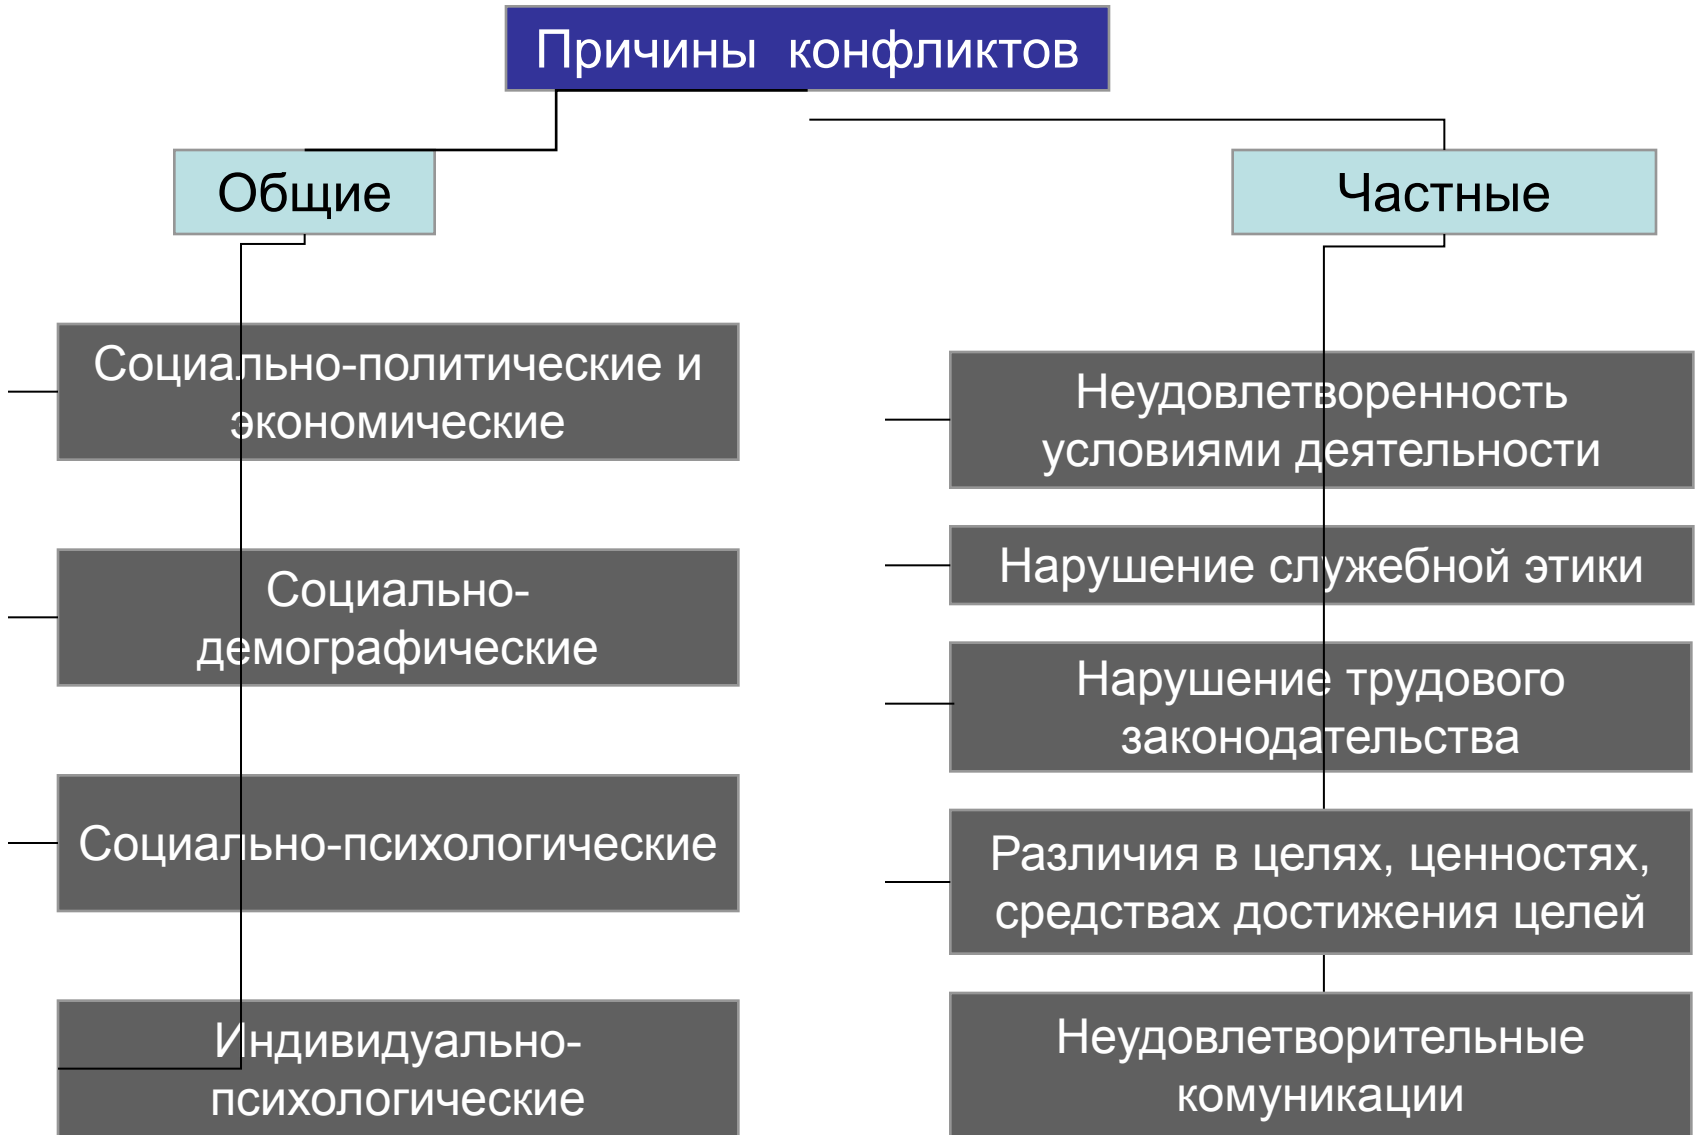 Причины конфликтов
Общие
Частные
Социально-политические и
экономические
Социально-
демографические
Социально-психологические
Индивидуально-
психологические
Неудовлетворенность
условиями деятельности
Нарушение служебной этики
Нарушение трудового
законодательства
Различия в целях, ценностях,
средствах достижения целей
Неудовлетворительные
комуникации